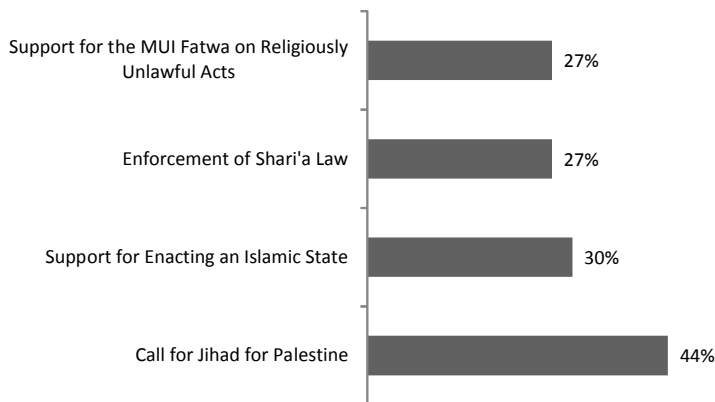 Support for the MUI Fatwa on Religiously
Unlawful Acts
27%
Enforcement of Shari'a Law
27%
Support for Enacting an Islamic State
30%
Call for Jihad for Palestine
44%